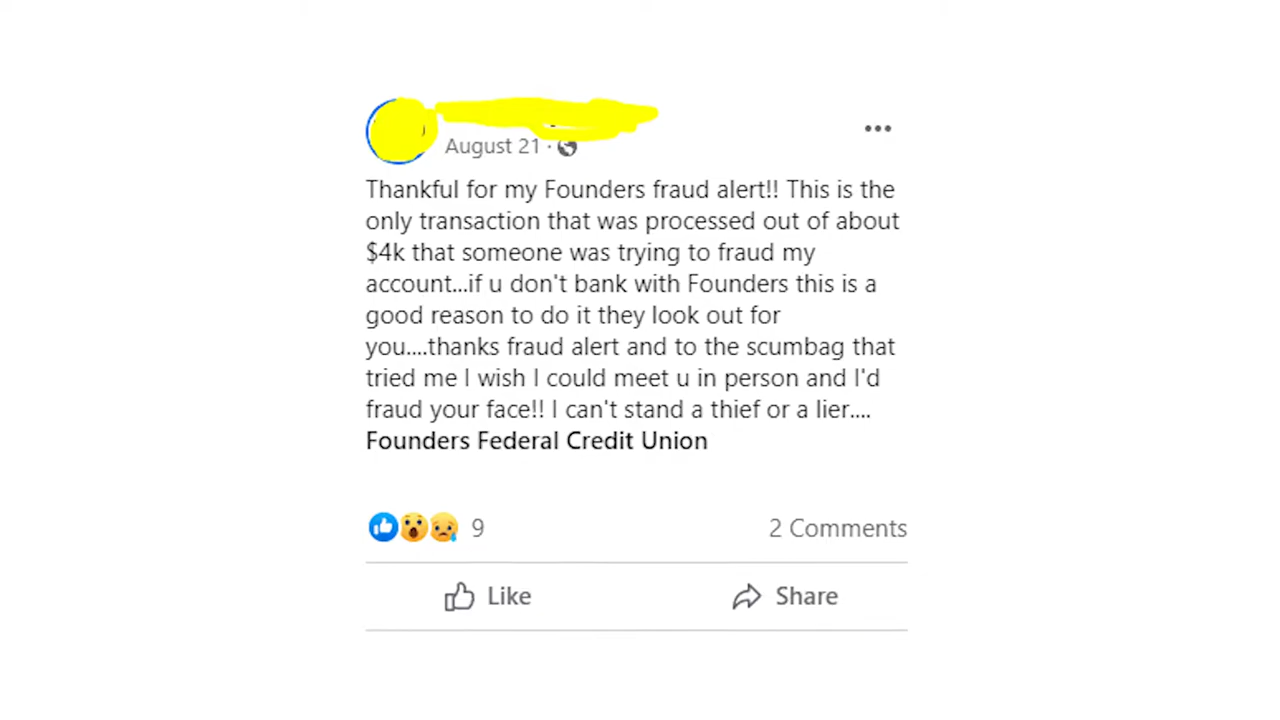 August 21 ·
Thankful for my Founders fraud alert!! This is the
only transaction that was processed out of about
$4k that someone was trying to fraud my
account...if u don't bank with Founders this is a
good reason to do it they look out for
you....thanks fraud alert and to the scumbag that
tried me I wish I could meet u in person and I'd
fraud your face!! I can't stand a thief or a lier....
Founders Federal Credit Union
9
2 Comments
Like
Share